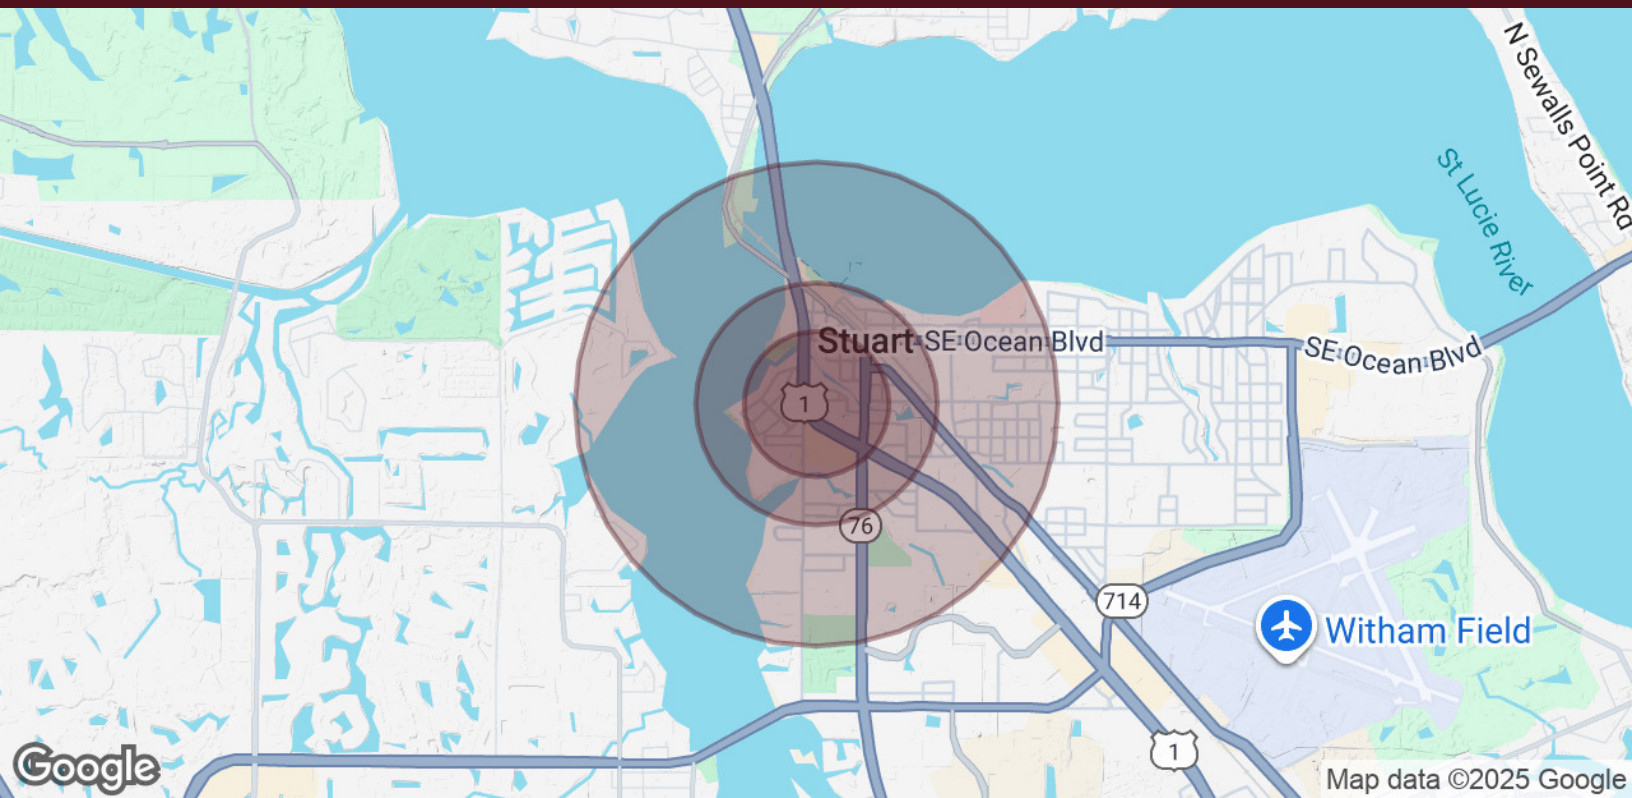 N Sewalls Point Rd
St Lucie River
Stuart
SE Ocean Blvd
SE Ocean Blvd
1
76
714
Witham Field
1
Google
Map data ©2025 Google